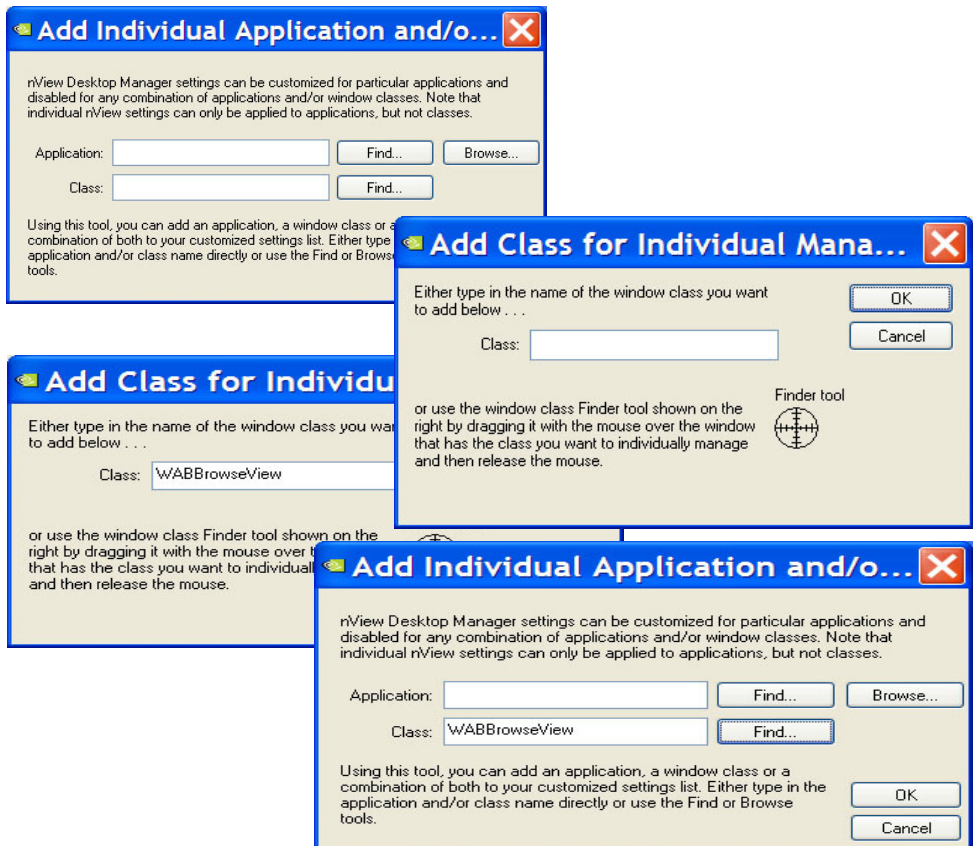 Add Individual Application and/o...
nView Desktop Manager settings can be customized for particular applications and
disabled for any combination of applications and/or window classes. Note that
individual nView settings can only be applied to applications, but not classes.
Application: Find... Browse...
Class: Find...
Using this tool, you can add an application, a window class or a
combination of both to your customized settings list. Either type
application and/or class name directly or use the Find or Browse
tools.
Add Class for Individual Mana...
Either type in the name of the window class you want
to add below . . .
OK
Cancel
Class:
Finder tool
or use the window class Finder tool shown on the
right by dragging it with the mouse over the window
that has the class you want to individually manage
and then release the mouse.
Add Class for Individu
Either type in the name of the window class you wan
to add below . . .
Class: WABBrowseView
or use the window class Finder tool shown on the
right by dragging it with the mouse over t
that has the class you want to individuall
and then release the mouse.
Add Individual Application and/o...
nView Desktop Manager settings can be customized for particular applications and
disabled for any combination of applications and/or window classes. Note that
individual nView settings can only be applied to applications, but not classes.
Application: Find... Browse...
Class: WABBrowseView Find...
Using this tool, you can add an application, a window class or a
combination of both to your customized settings list. Either type in the
application and/or class name directly or use the Find or Browse
tools.
OK
Cancel